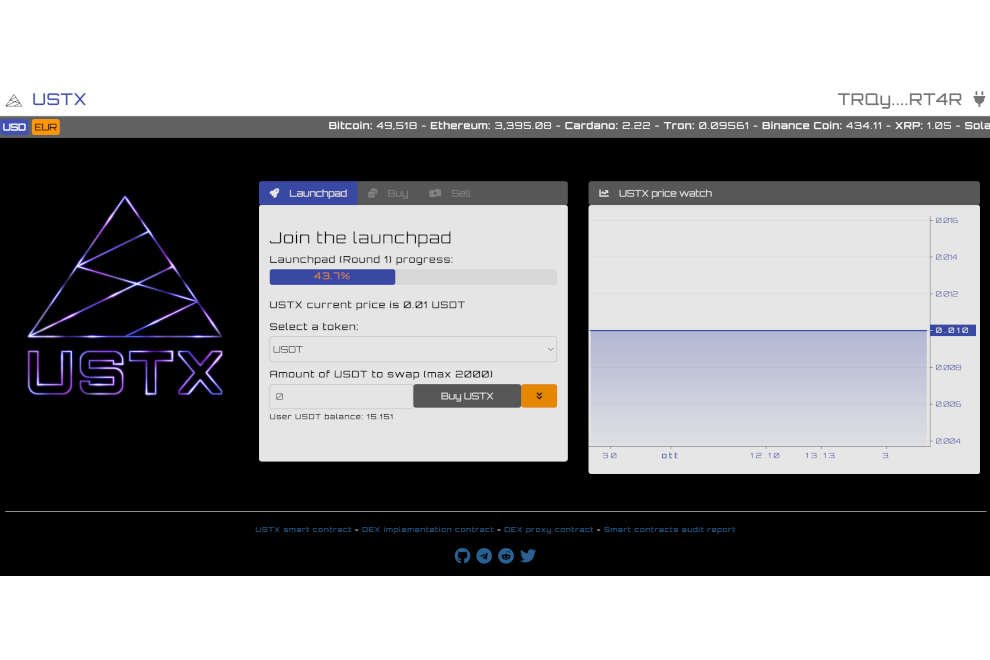 USTX
TRQy....RT4R
USD EUR
Bitcoin: 49,518 - Ethereum: 3,395.08 - Cardano: 2.22 - Tron: 0.09561 - Binance Coin: 434.11 - XRP: 1.05 - Sola
Launchpad Buy Sell
Join the launchpad
Launchpad (Round 1) progress:
43.7%
USTX current price is 0.01 USDT
Select a token:
USDT
Amount of USDT to swap (max 2000)
0 Buy USTX
User USDT balance: 15.151
USTX
USTX price watch
0.016
0.014
0.012
0.010
0.008
0.006
0.004
30 ott 12:10 13:13 3
USTX smart contract - DEX implementation contract - DEX proxy contract - Smart contracts audit report